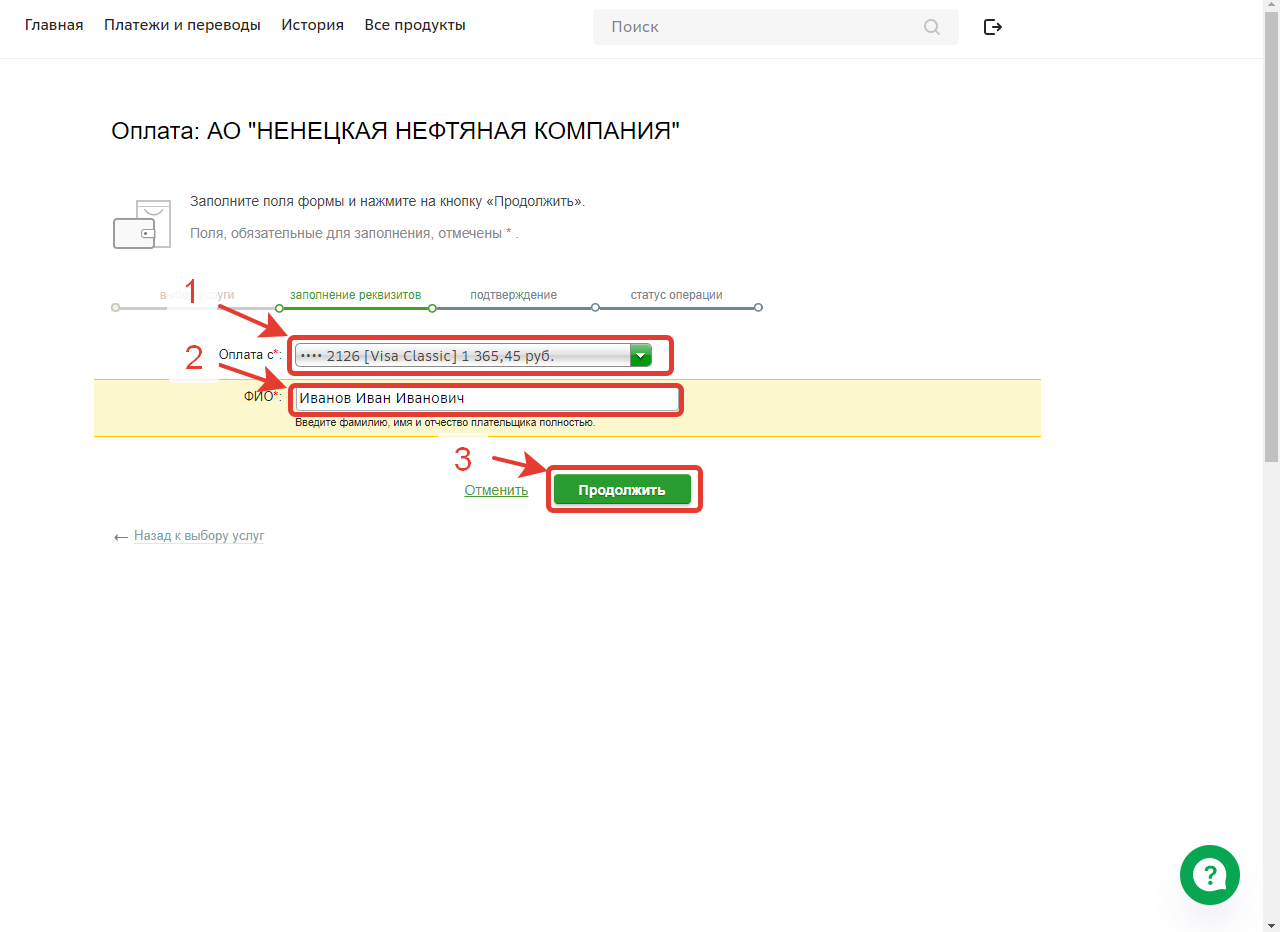 Главная Платежи и переводы История Все продукты Поиск
Оплата: АО "НЕНЕЦКАЯ НЕФТЯНАЯ КОМПАНИЯ"
Заполните поля формы и нажмите на кнопку «Продолжить».
Поля, обязательные для заполнения, отмечены * .
1
выбор услуги заполнение реквизитов подтверждение статус операции
2
Оплата с*: •••• 2126 [Visa Classic] 1 365,45 руб.
ФИО*: Иванов Иван Иванович
Введите фамилию, имя и отчество плательщика полностью.
3
Отменить Продолжить
← Назад к выбору услуг
?